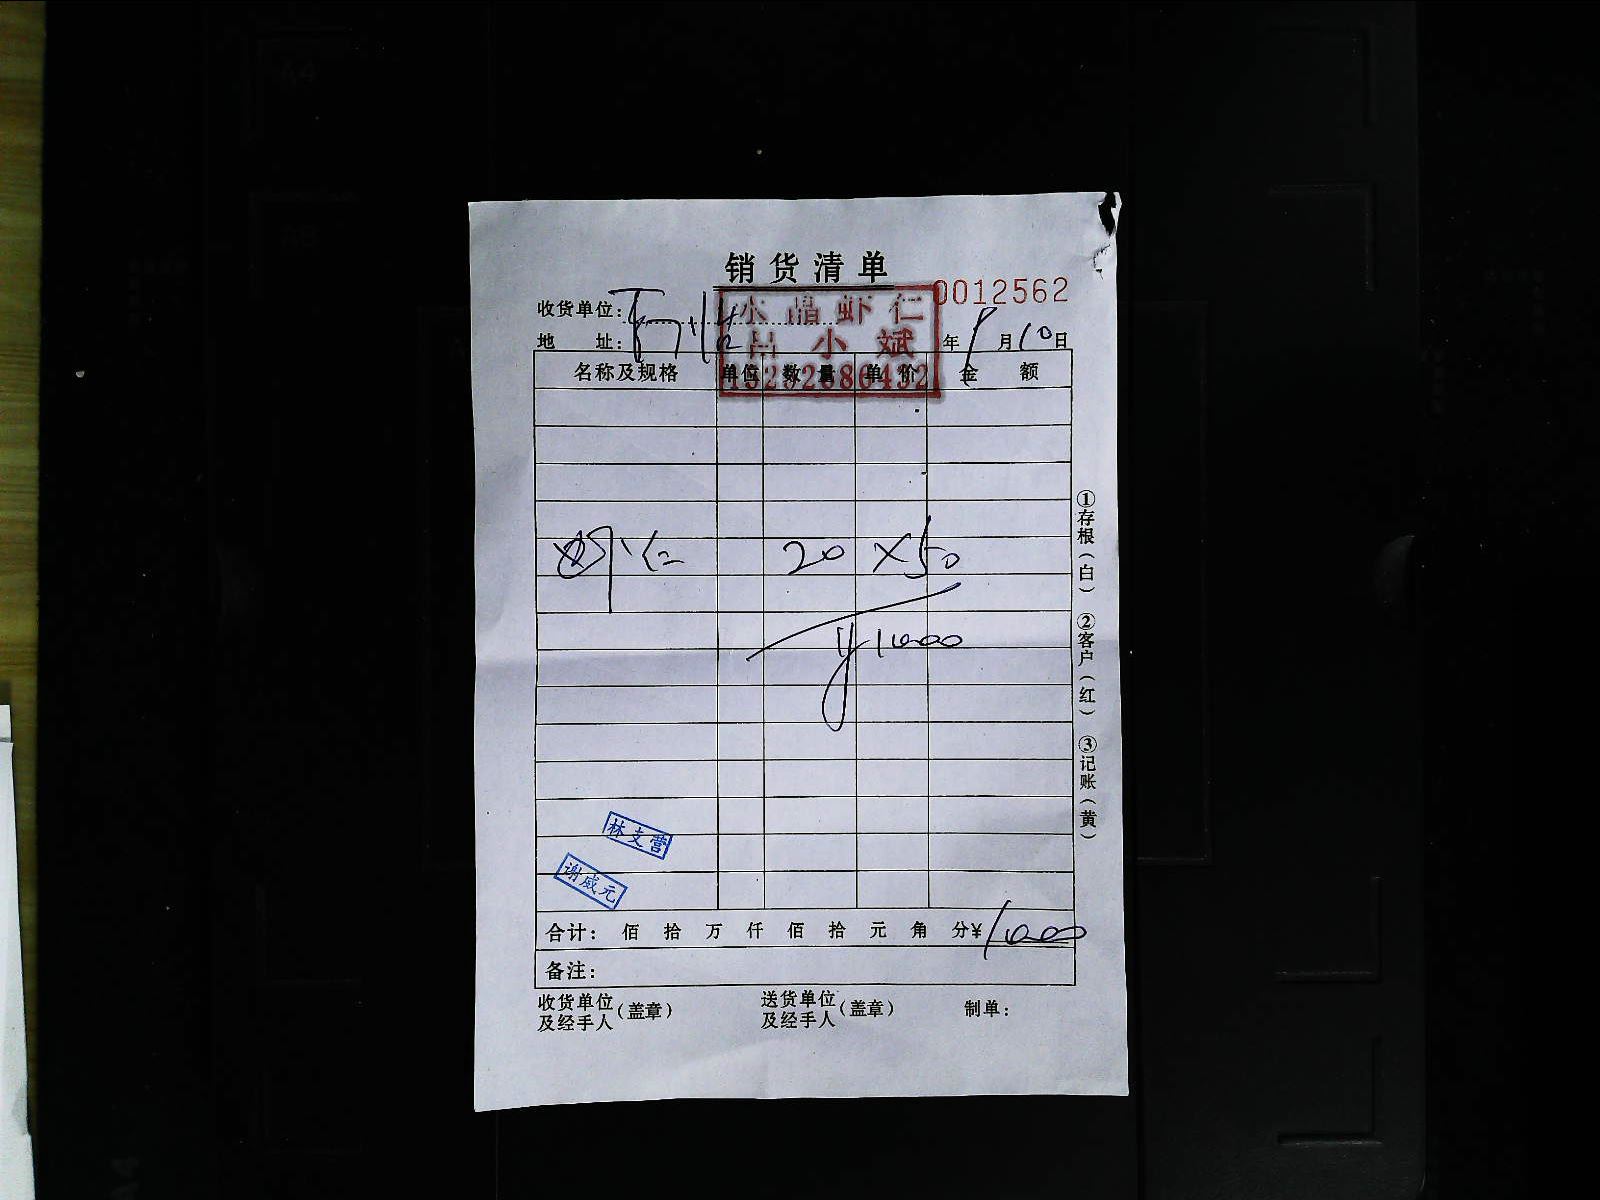 销货清单
0012562
收货单位：
水晶虾仁
吕小斌
地 址： 年 9 月 10 日
名称及规格 单位 数量 单价 金额
虾仁 20 ×50
¥1000
林支营
谢威元
合计： 佰 拾 万 仟 佰 拾 元 角 分¥1000
备注：
收货单位及经手人（盖章） 送货单位及经手人（盖章） 制单：
①存根（白） ②客户（红） ③记账（黄）